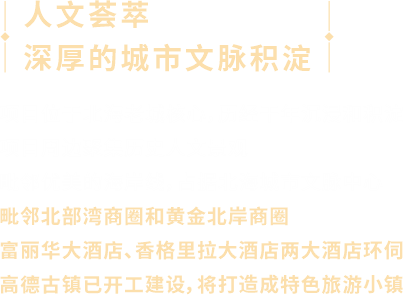 人文荟萃
深厚的城市文脉积淀
毗邻北部湾商圈和黄金北岸商圈
富丽华大酒店、香格里拉大酒店两大酒店环伺
高德古镇已开工建设，将打造成特色旅游小镇